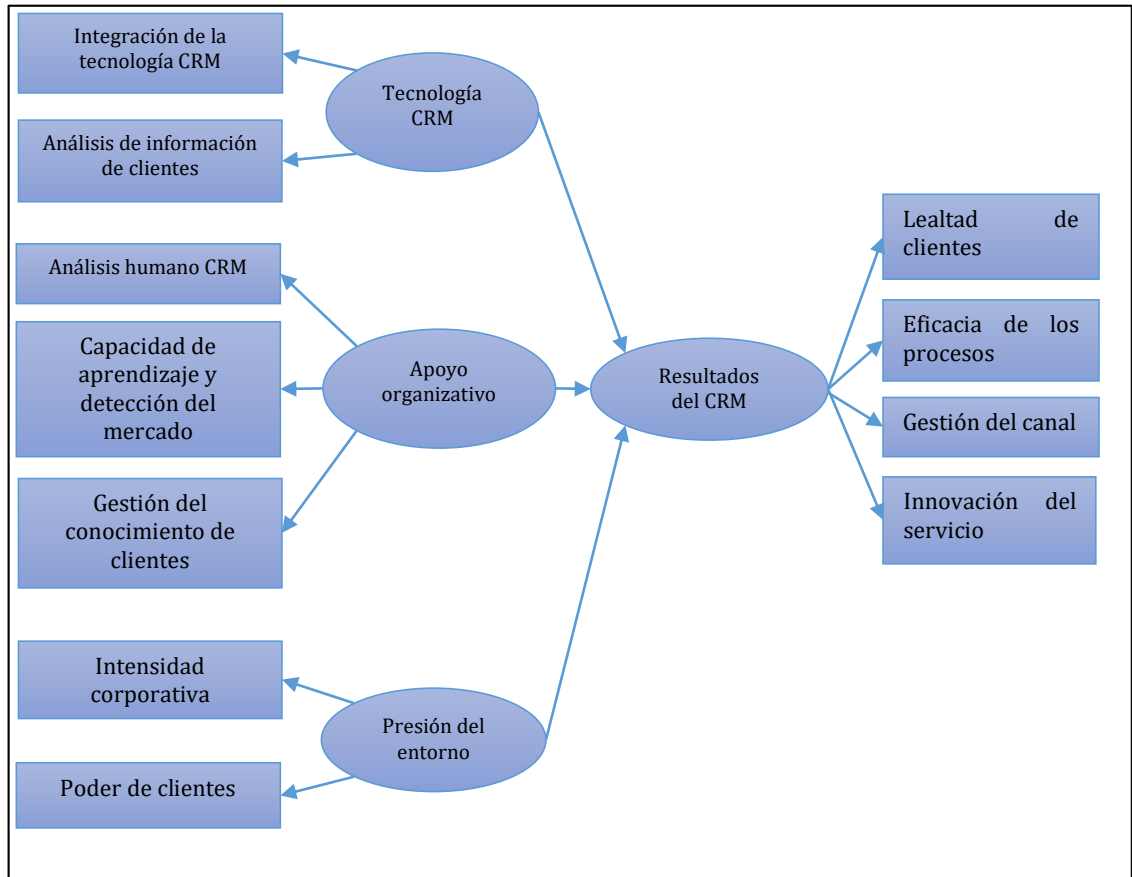 Integración de la
tecnología CRM
Análisis de información
de clientes
Análisis humano CRM
Capacidad de
aprendizaje y
detección del
mercado
Gestión del
conocimiento de
clientes
Intensidad
corporativa
Poder de clientes
Tecnología
CRM
Apoyo
organizativo
Presión del
entorno
Resultados
del CRM
Lealtad de
clientes
Eficacia de los
procesos
Gestión del canal
Innovación del
servicio